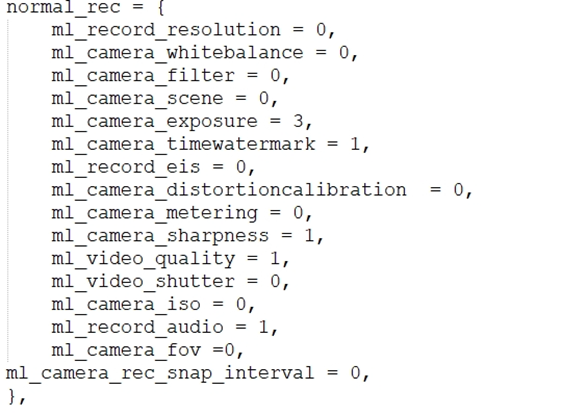 normal_rec = {
    ml_record_resolution = 0,
    ml_camera_whitebalance = 0,
    ml_camera_filter = 0,
    ml_camera_scene = 0,
    ml_camera_exposure = 3,
    ml_camera_timewatermark = 1,
    ml_record_eis = 0,
    ml_camera_distortioncalibration  = 0,
    ml_camera_metering = 0,
    ml_camera_sharpness = 1,
    ml_video_quality = 1,
    ml_video_shutter = 0,
    ml_camera_iso = 0,
    ml_record_audio = 1,
    ml_camera_fov =0,
ml_camera_rec_snap_interval = 0,
},